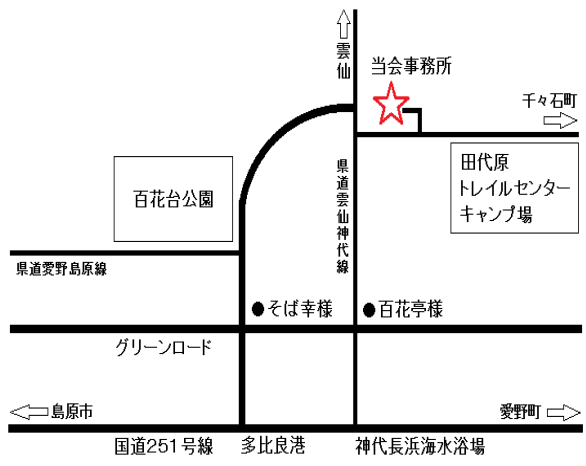 雲仙
当会事務所
千々石町
百花台公園
県道雲仙神代線
田代原
トレイルセンター
キャンプ場
県道愛野島原線
そば幸様
百花亭様
グリーンロード
島原市
愛野町
国道251号線
多比良港
神代長浜海水浴場